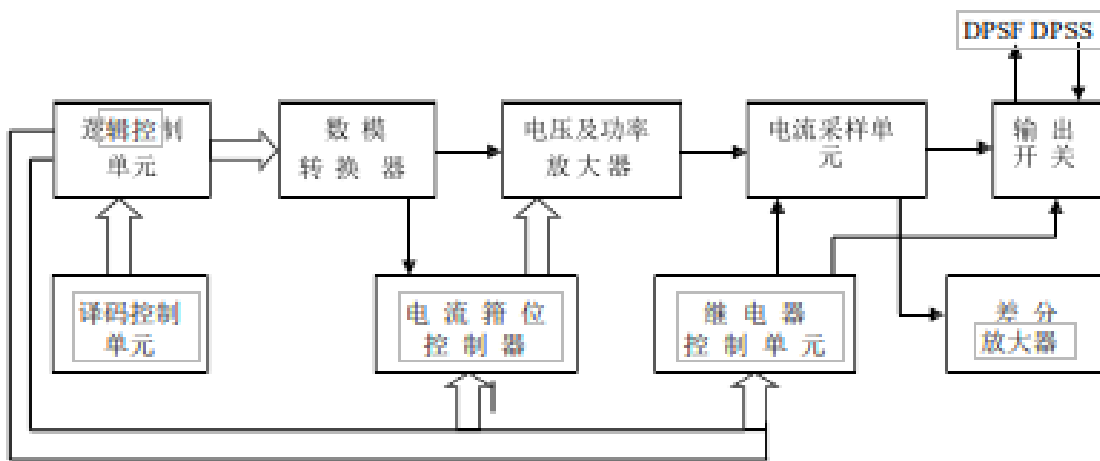 DPSF DPSS
逻辑控制
单元
数 模
转 换 器
电压及功率
放大器
电流采样单
元
输 出
开 关
译码控制
单元
电 流 箝 位
控 制 器
继 电 器
控 制 单 元
差 分
放大器